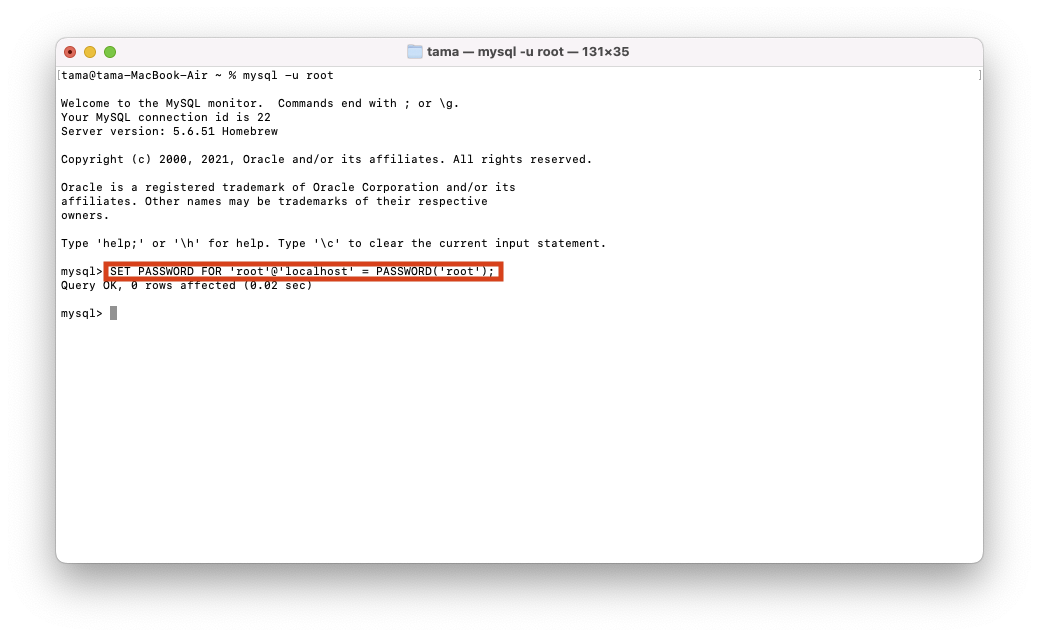 tama — mysql -u root — 131×35
[tama@tama-MacBook-Air ~ % mysql -u root ]
Welcome to the MySQL monitor.  Commands end with ; or \g.
Your MySQL connection id is 22
Server version: 5.6.51 Homebrew
Copyright (c) 2000, 2021, Oracle and/or its affiliates. All rights reserved.
Oracle is a registered trademark of Oracle Corporation and/or its
affiliates. Other names may be trademarks of their respective
owners.
Type 'help;' or '\h' for help. Type '\c' to clear the current input statement.
mysql> SET PASSWORD FOR 'root'@'localhost' = PASSWORD('root');
Query OK, 0 rows affected (0.02 sec)
mysql>